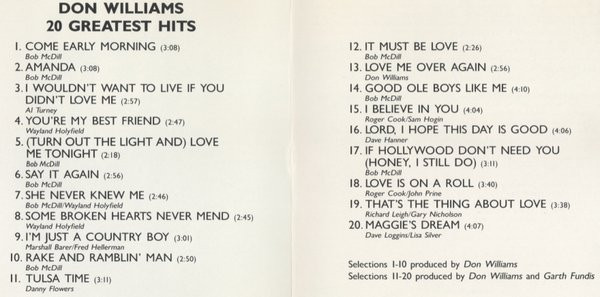 DON WILLIAMS
20 GREATEST HITS
1. COME EARLY MORNING (3:08)
Bob McDill
2. AMANDA (3:08)
Bob McDill
3. I WOULDN'T WANT TO LIVE IF YOU
DIDN'T LOVE ME (2:57)
Al Turney
4. YOU'RE MY BEST FRIEND (2:47)
Wayland Holyfield
5. (TURN OUT THE LIGHT AND) LOVE
ME TONIGHT (2:18)
Bob McDill
6. SAY IT AGAIN (2:56)
Bob McDill
7. SHE NEVER KNEW ME (2:46)
Bob McDill/Wayland Holyfield
8. SOME BROKEN HEARTS NEVER MEND (2:45)
Wayland Holyfield
9. I'M JUST A COUNTRY BOY (3:01)
Marshall Barer/Fred Hellerman
10. RAKE AND RAMBLIN' MAN (2:50)
Bob McDill
11. TULSA TIME (3:11)
Danny Flowers
12. IT MUST BE LOVE (2:26)
Bob McDill
13. LOVE ME OVER AGAIN (2:56)
Don Williams
14. GOOD OLE BOYS LIKE ME (4:10)
Bob McDill
15. I BELIEVE IN YOU (4:04)
Roger Cook/Sam Hogin
16. LORD, I HOPE THIS DAY IS GOOD (4:06)
Dave Hanner
17. IF HOLLYWOOD DON'T NEED YOU
(HONEY, I STILL DO) (3:11)
Bob McDill
18. LOVE IS ON A ROLL (3:40)
Roger Cook/John Prine
19. THAT'S THE THING ABOUT LOVE (3:38)
Richard Leigh/Gary Nicholson
20. MAGGIE'S DREAM (4:07)
Dave Loggins/Lisa Silver
Selections 1-10 produced by Don Williams
Selections 11-20 produced by Don Williams and Garth Fundis